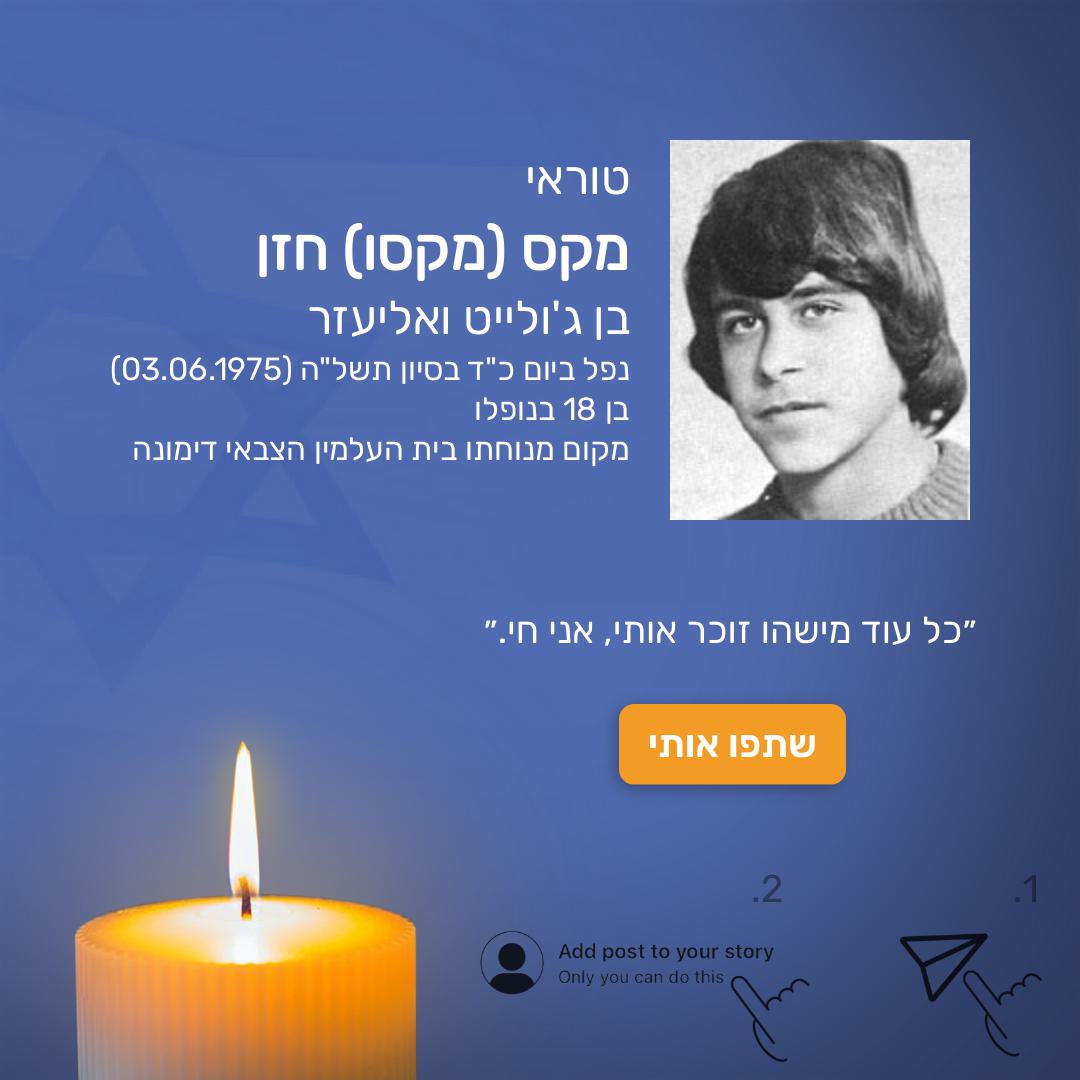 טוראי
מקס (מקסו) חזן
בן ג'ולייט ואליעזר
נפל ביום כ"ד בסיון תשל"ה (03.06.1975)
בן 18 בנופלו
מקום מנוחתו בית העלמין הצבאי דימונה
״כל עוד מישהו זוכר אותי, אני חי.״
שתפו אותי
1.
2.
Add post to your story
Only you can do this